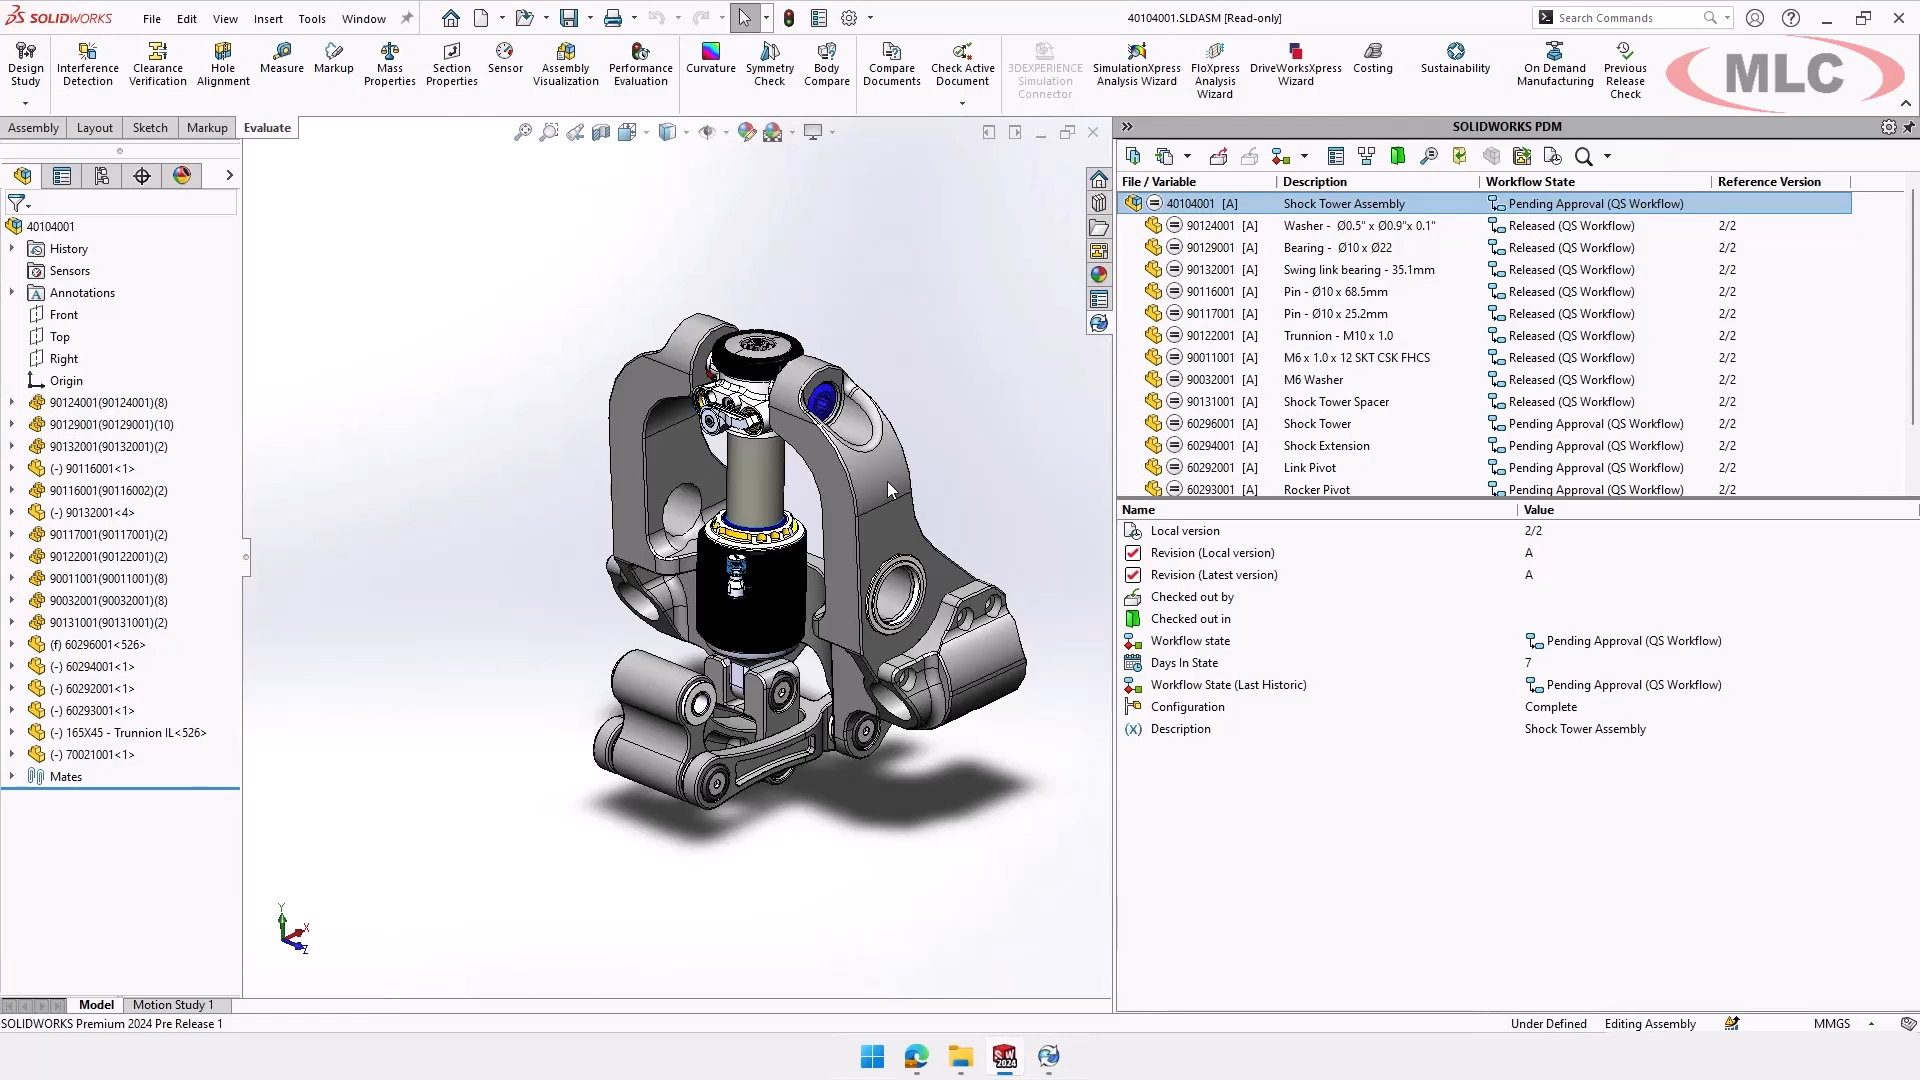 SOLIDWORKS
File Edit View Insert Tools Window
40104001.SLDASM [Read-only]
Search Commands
Design Study
Interference Detection
Clearance Verification
Hole Alignment
Measure
Markup
Mass Properties
Section Properties
Sensor
Assembly Visualization
Performance Evaluation
Curvature
Symmetry Check
Body Compare
Compare Documents
Check Active Document
3DEXPERIENCE Simulation Connector
SimulationXpress Analysis Wizard
FloXpress Analysis Wizard
DriveWorksXpress Wizard
Costing
Sustainability
On Demand Manufacturing
Previous Release Check
MLC
Assembly Layout Sketch Markup Evaluate
40104001
History
Sensors
Annotations
Front
Top
Right
Origin
90124001(90124001)(8)
90129001(90129001)(10)
90132001(90132001)(2)
(-) 90116001<1>
90116001(90116002)(2)
(-) 90132001<4>
90117001(90117001)(2)
90122001(90122001)(2)
90011001(90011001)(8)
90032001(90032001)(8)
90131001(90131001)(2)
(f) 60296001<526>
(-) 60294001<1>
(-) 60292001<1>
(-) 60293001<1>
(-) 165X45 - Trunnion IL<526>
(-) 70021001<1>
Mates
Y
X
Z
SOLIDWORKS PDM
File / Variable Description Workflow State Reference Version
40104001 [A] Shock Tower Assembly Pending Approval (QS Workflow)
90124001 [A] Washer - Ø0.5" x Ø0.9"x 0.1" Released (QS Workflow) 2/2
90129001 [A] Bearing - Ø10 x Ø22 Released (QS Workflow) 2/2
90132001 [A] Swing link bearing - 35.1mm Released (QS Workflow) 2/2
90116001 [A] Pin - Ø10 x 68.5mm Released (QS Workflow) 2/2
90117001 [A] Pin - Ø10 x 25.2mm Released (QS Workflow) 2/2
90122001 [A] Trunnion - M10 x 1.0 Released (QS Workflow) 2/2
90011001 [A] M6 x 1.0 x 12 SKT CSK FHCS Released (QS Workflow) 2/2
90032001 [A] M6 Washer Released (QS Workflow) 2/2
90131001 [A] Shock Tower Spacer Released (QS Workflow) 2/2
60296001 [A] Shock Tower Pending Approval (QS Workflow) 2/2
60294001 [A] Shock Extension Pending Approval (QS Workflow) 2/2
60292001 [A] Link Pivot Pending Approval (QS Workflow) 2/2
60293001 [A] Rocker Pivot Pending Approval (QS Workflow) 2/2
Name Value
Local version 2/2
Revision (Local version) A
Revision (Latest version) A
Checked out by
Checked out in
Workflow state Pending Approval (QS Workflow)
Days In State 7
Workflow State (Last Historic) Pending Approval (QS Workflow)
Configuration Complete
(x) Description Shock Tower Assembly
Model Motion Study 1
SOLIDWORKS Premium 2024 Pre Release 1
Under Defined Editing Assembly MMGS
SW 2024